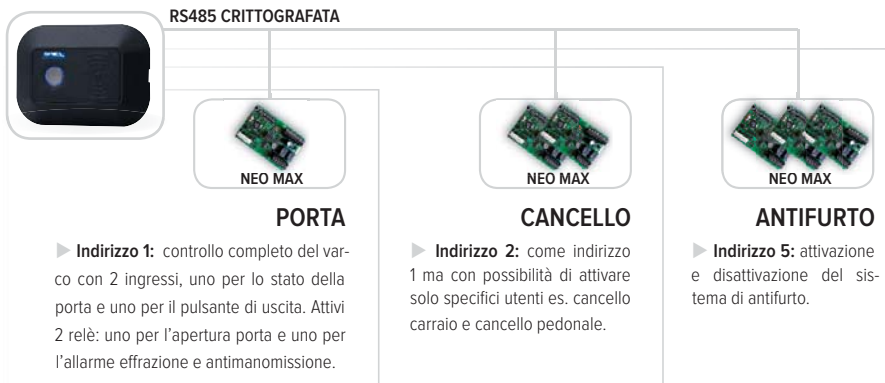 RS485 CRITTOGRAFATA
NEO MAX
PORTA
▶ Indirizzo 1: controllo completo del var-
co con 2 ingressi, uno per lo stato della
porta e uno per il pulsante di uscita. Attivi
2 relè: uno per l'apertura porta e uno per
l'allarme effrazione e antimanomissione.
NEO MAX
CANCELLO
▶ Indirizzo 2: come indirizzo
1 ma con possibilità di attivare
solo specifici utenti es. cancello
carraio e cancello pedonale.
NEO MAX
ANTIFURTO
▶ Indirizzo 5: attivazione
e disattivazione del sis-
tema di antifurto.